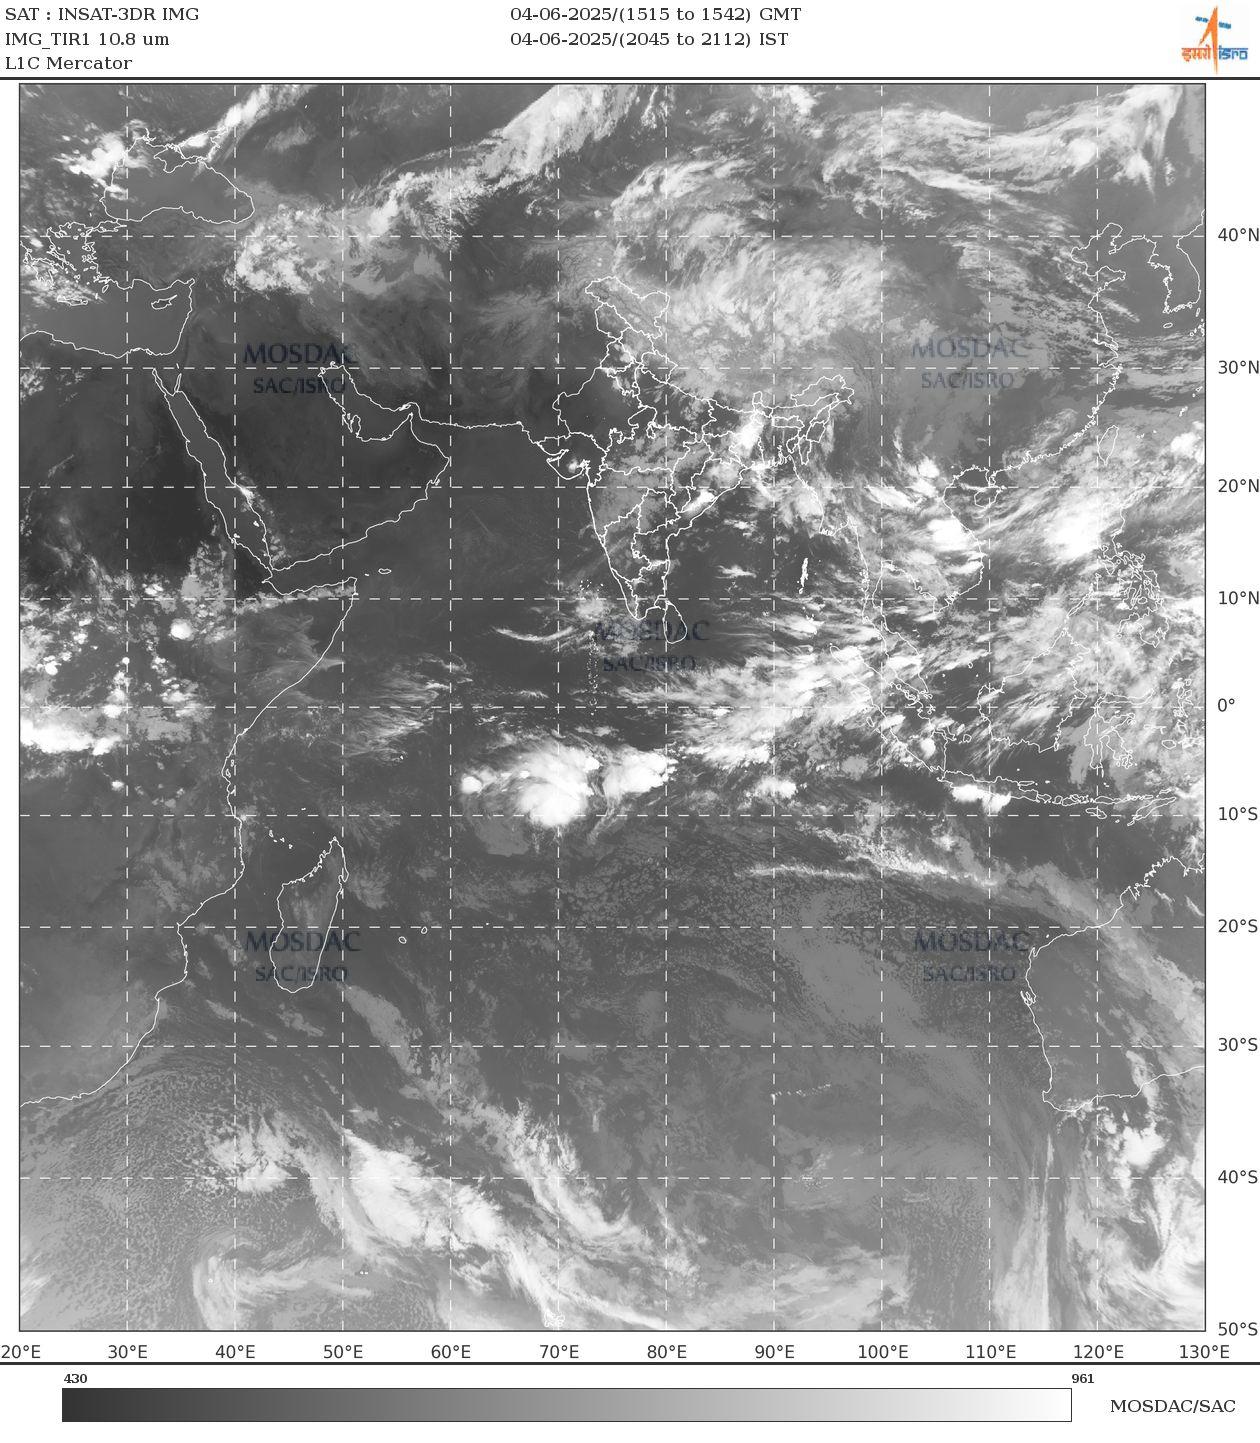 SAT : INSAT-3DR IMG
04-06-2025/(1515 to 1542) GMT
IMG_TIR1 10.8 um
04-06-2025/(2045 to 2112) IST
L1C Mercator
इसरो isro
MOSDAC
SAC/ISRO
MOSDAC
SAC/ISRO
MOSDAC
SAC/ISRO
MOSDAC
SAC/ISRO
MOSDAC
SAC/ISRO
40°N
30°N
20°N
10°N
0°
10°S
20°S
30°S
40°S
50°S
20°E 30°E 40°E 50°E 60°E 70°E 80°E 90°E 100°E 110°E 120°E 130°E
430
961
MOSDAC/SAC